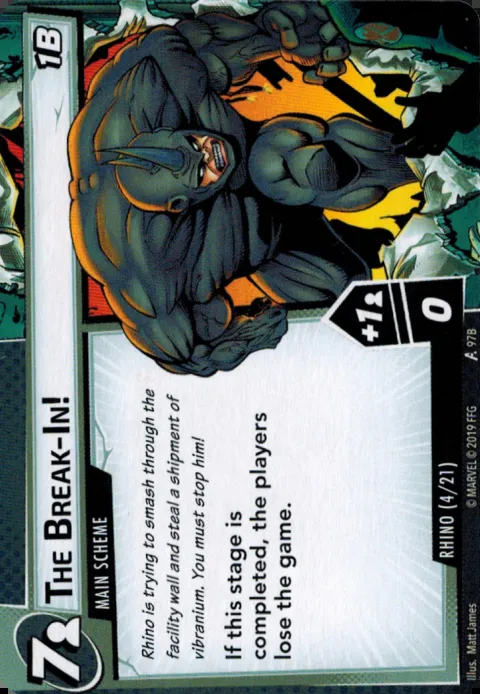 7
THE BREAK-IN!
1B
MAIN SCHEME
Rhino is trying to smash through the
facility wall and steal a shipment of
vibranium. You must stop him!
If this stage is
completed, the players
lose the game.
+1
0
RHINO (4/21)
Illus. Matt James
© MARVEL © 2019 FFG
97B